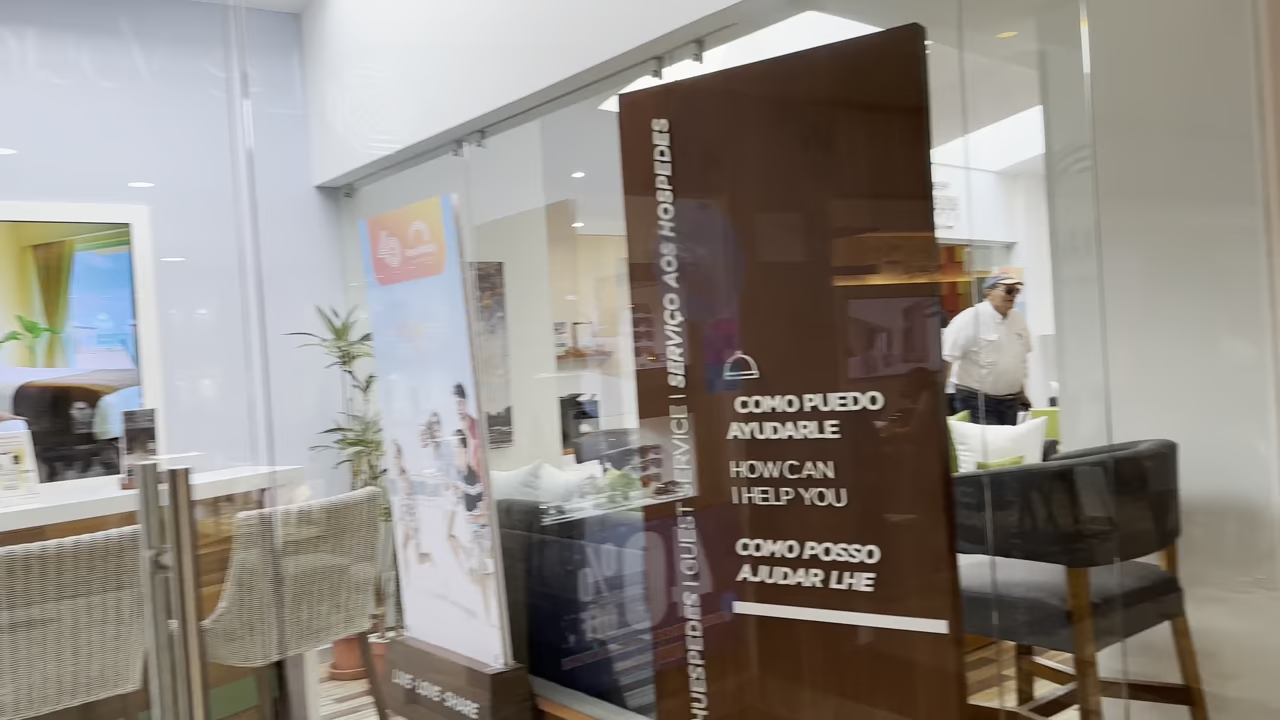 HUESPEDES | GUEST SERVICE | SERVIÇO AOS HOSPEDES
COMO PUEDO
AYUDARLE
HOW CAN
I HELP YOU
COMO POSSO
AJUDAR LHE
LIVE·LOVE·SHARE